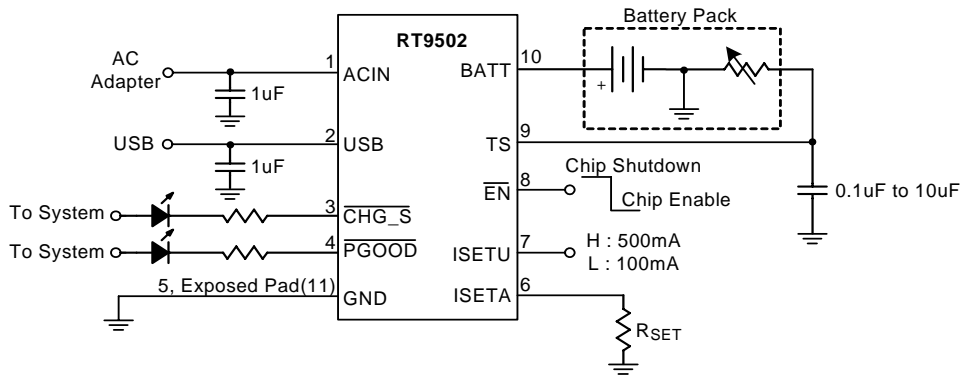 Battery Pack
RT9502
AC
Adapter
1
ACIN
BATT
10
+
1uF
USB
2
USB
TS
9
1uF
Chip Shutdown
EN
8
Chip Enable
0.1uF to 10uF
To System
3
CHG_S
To System
4
PGOOD
ISETU
7
H : 500mA
L : 100mA
5, Exposed Pad(11)
GND
ISETA
6
RSET